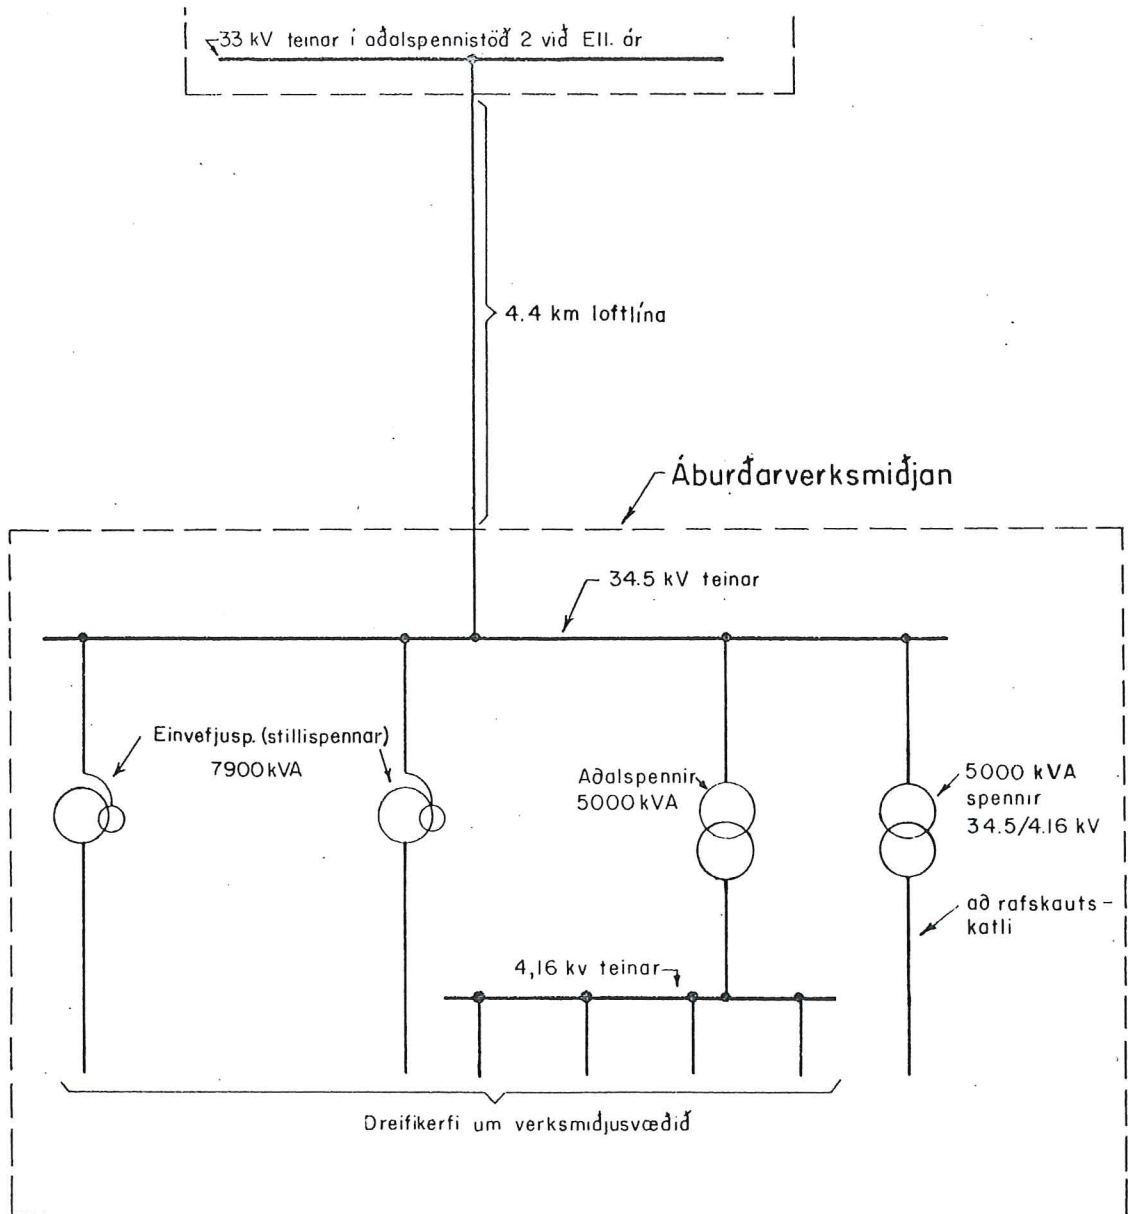 33 kV teinar í aðalspennistöð 2 við Ell. ár
4.4 km loftlína
Áburðarverksmiðjan
34.5 kV teinar
Einvefjusp. (stillispennar)
7900 kVA
Aðalspennir
5000 kVA
5000 kVA
spennir
34.5/4.16 kV
að rafskauts-
katli
4,16 kv teinar
Dreifikerfi um verksmiðjusvæðið